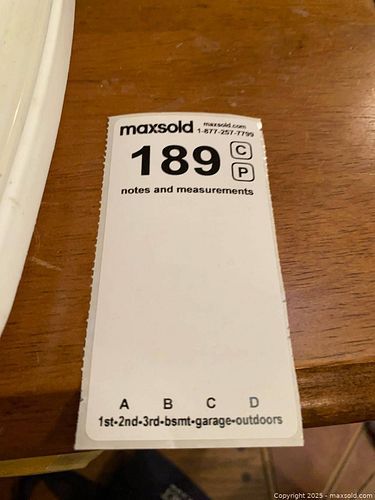 maxsold maxsold.com
1-877-257-7799
189 C
P
notes and measurements
A B C D
1st-2nd-3rd-bsmt-garage-outdoors
Copyright 2025 - maxsold.com